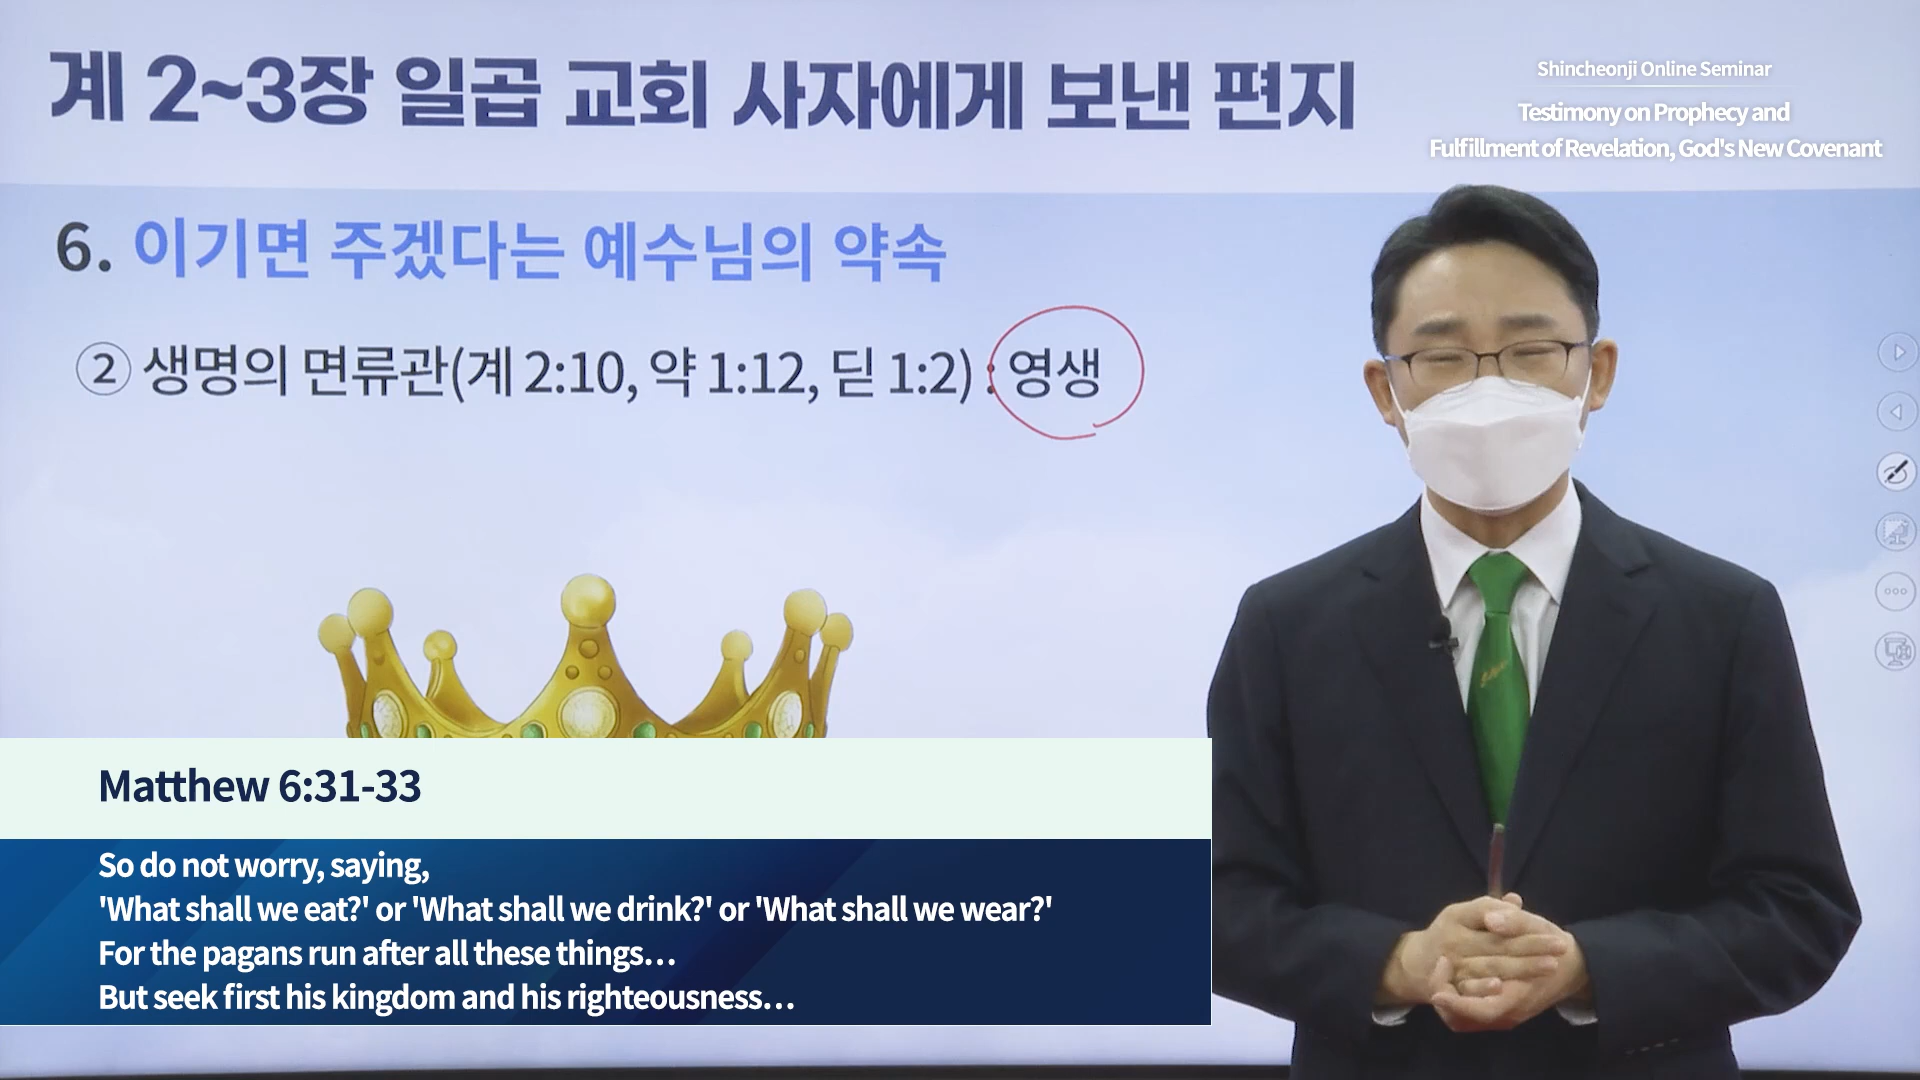 계 2~3장 일곱 교회 사자에게 보낸 편지
Shincheonji Online Seminar
Testimony on Prophecy and
Fulfillment of Revelation, God's New Covenant
6. 이기면 주겠다는 예수님의 약속
② 생명의 면류관(계 2:10, 약 1:12, 딛 1:2) : 영생
Matthew 6:31-33
So do not worry, saying,
'What shall we eat?' or 'What shall we drink?' or 'What shall we wear?'
For the pagans run after all these things…
But seek first his kingdom and his righteousness…